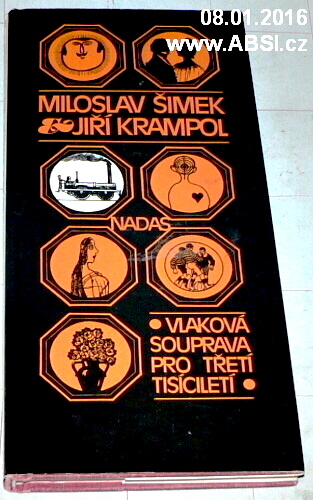 08.01.2016
www.ABSI.cz
MILOSLAV ŠIMEK
& JIŘÍ KRAMPOL
NADAS
• VLAKOVÁ
SOUPRAVA
PRO TŘETÍ
TISÍCILETÍ •